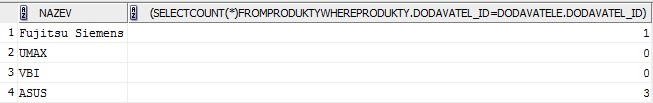 NAZEV (SELECTCOUNT(*)FROMPRODUKTYWHEREPRODUKTY.DODAVATEL_ID=DODAVATELE.DODAVATEL_ID)
1 Fujitsu Siemens 1
2 UMAX 0
3 VBI 0
4 ASUS 3